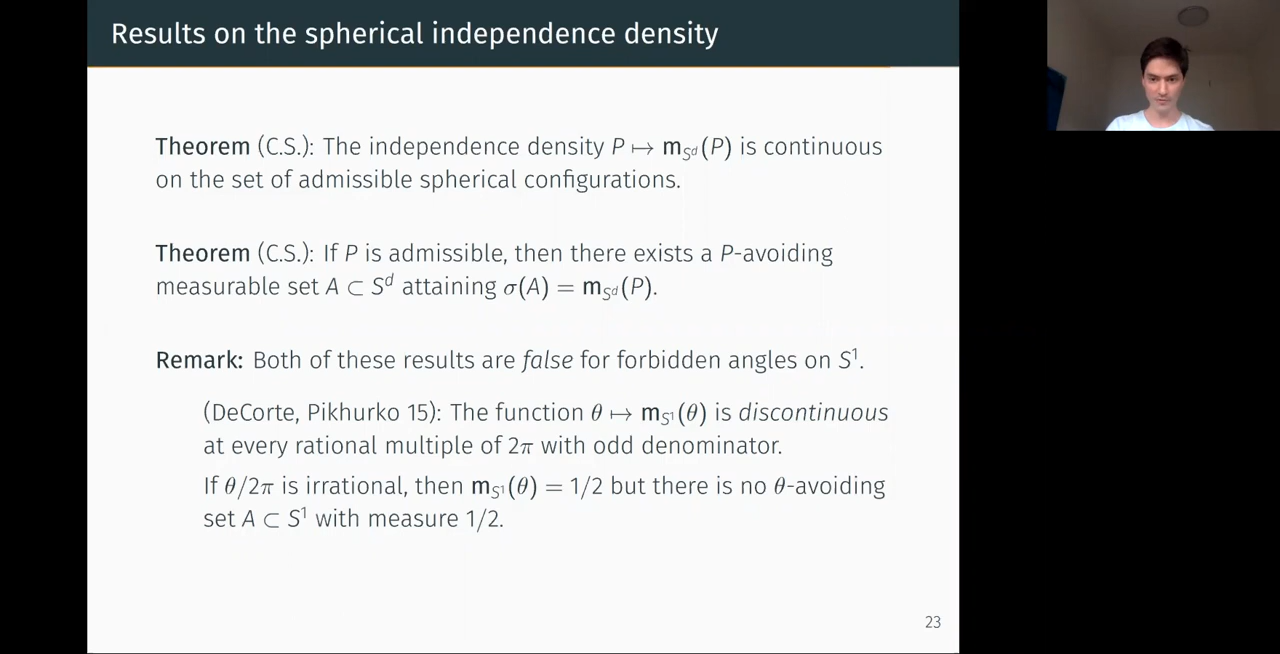 Results on the spherical independence density
Theorem (C.S.): The independence density P ↦ m_{S^d}(P) is continuous
on the set of admissible spherical configurations.
Theorem (C.S.): If P is admissible, then there exists a P-avoiding
measurable set A ⊂ S^d attaining σ(A) = m_{S^d}(P).
Remark: Both of these results are false for forbidden angles on S^1.
(DeCorte, Pikhurko 15): The function θ ↦ m_{S^1}(θ) is discontinuous
at every rational multiple of 2π with odd denominator.
If θ/2π is irrational, then m_{S^1}(θ) = 1/2 but there is no θ-avoiding
set A ⊂ S^1 with measure 1/2.
23